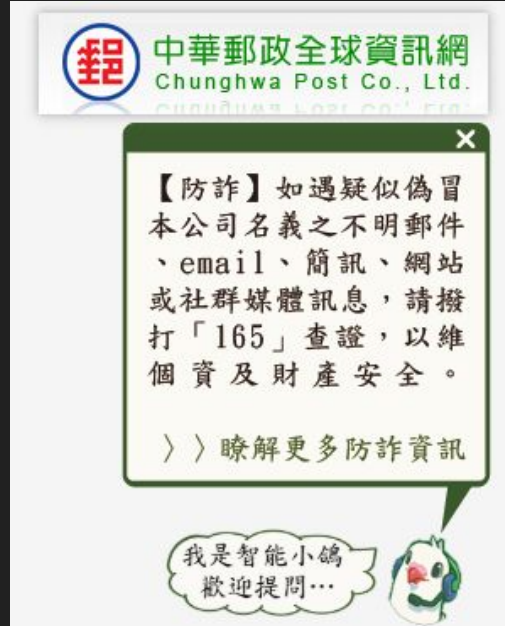 中華郵政全球資訊網
Chunghwa Post Co., Ltd.
【防詐】如遇疑似偽冒
本公司名義之不明郵件
、email、簡訊、網站
或社群媒體訊息，請撥
打「165」查證，以維
個資及財產安全。
〉〉瞭解更多防詐資訊
我是智能小鴿
歡迎提問…